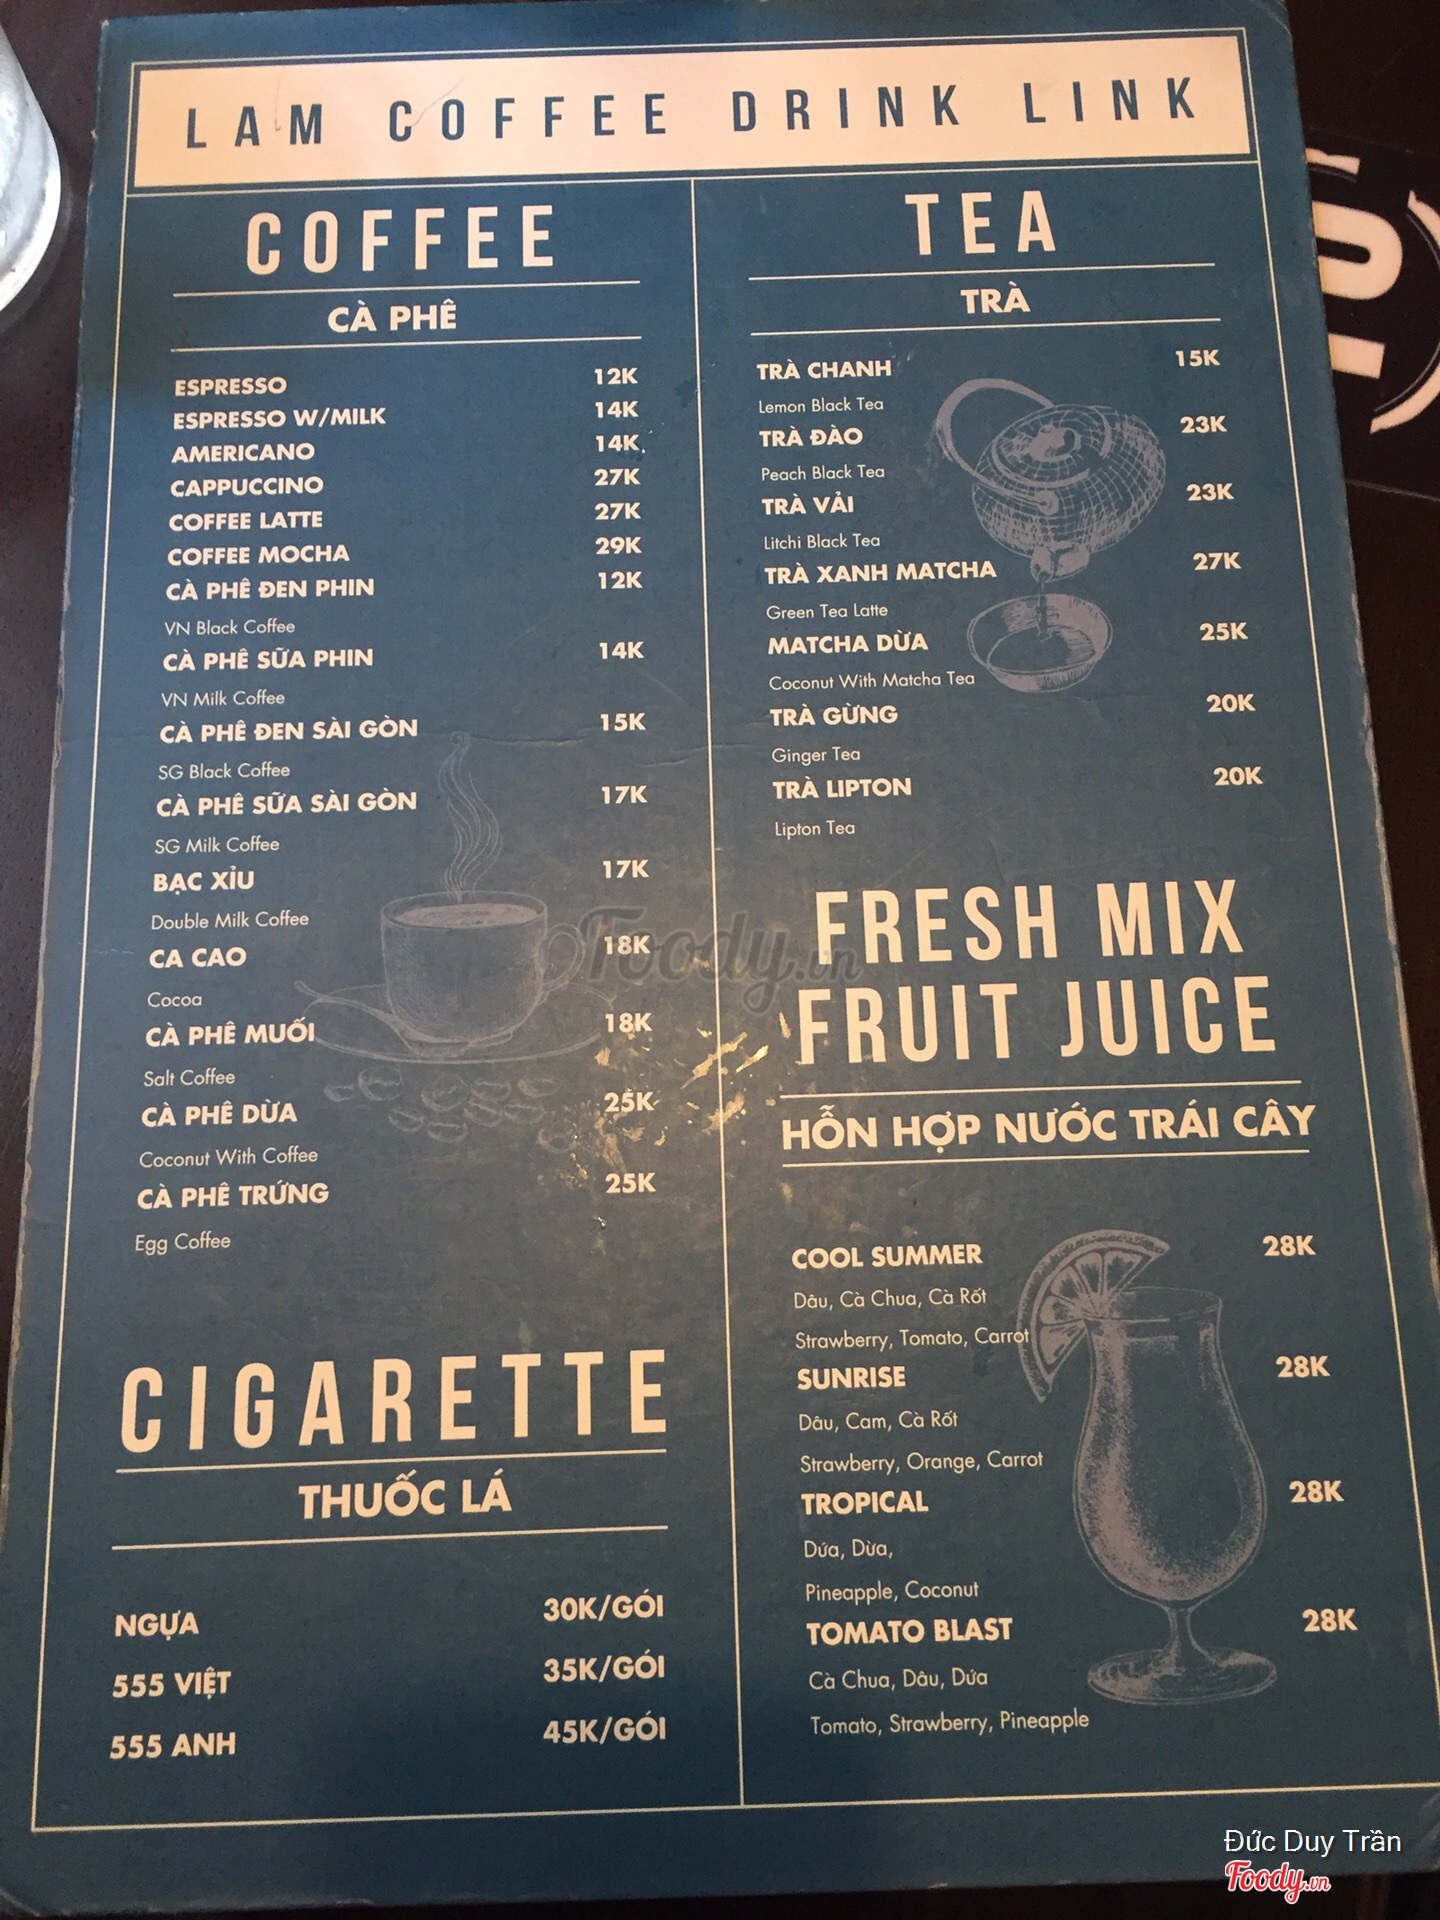 LAM COFFEE DRINK LINK
COFFEE
CÀ PHÊ
ESPRESSO 12K
ESPRESSO W/MILK 14K
AMERICANO 14K
CAPPUCCINO 27K
COFFEE LATTE 27K
COFFEE MOCHA 29K
CÀ PHÊ ĐEN PHIN 12K
VN Black Coffee
CÀ PHÊ SỮA PHIN 14K
VN Milk Coffee
CÀ PHÊ ĐEN SÀI GÒN 15K
SG Black Coffee
CÀ PHÊ SỮA SÀI GÒN 17K
SG Milk Coffee
BẠC XỈU 17K
Double Milk Coffee
CA CAO 18K
Cocoa
CÀ PHÊ MUỐI 18K
Salt Coffee
CÀ PHÊ DỪA 25K
Coconut With Coffee
CÀ PHÊ TRỨNG 25K
Egg Coffee
CIGARETTE
THUỐC LÁ
NGỰA 30K/GÓI
555 VIỆT 35K/GÓI
555 ANH 45K/GÓI
TEA
TRÀ
TRÀ CHANH 15K
Lemon Black Tea
TRÀ ĐÀO 23K
Peach Black Tea
TRÀ VẢI 23K
Litchi Black Tea
TRÀ XANH MATCHA 27K
Green Tea Latte
MATCHA DỪA 25K
Coconut With Matcha Tea
TRÀ GỪNG 20K
Ginger Tea
TRÀ LIPTON 20K
Lipton Tea
FRESH MIX
FRUIT JUICE
HỖN HỢP NƯỚC TRÁI CÂY
COOL SUMMER 28K
Dâu, Cà Chua, Cà Rốt
Strawberry, Tomato, Carrot
SUNRISE 28K
Dâu, Cam, Cà Rốt
Strawberry, Orange, Carrot
TROPICAL 28K
Dứa, Dừa,
Pineapple, Coconut
TOMATO BLAST 28K
Cà Chua, Dâu, Dứa
Tomato, Strawberry, Pineapple
Foody.vn
Đức Duy Trần
Foody.vn